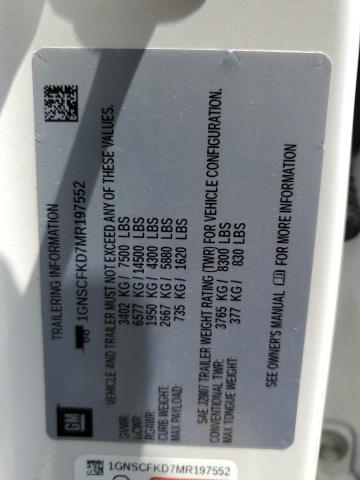 GM
TRAILERING INFORMATION
1GNSCFKD7MR197552
VEHICLE AND TRAILER MUST NOT EXCEED ANY OF THESE VALUES.
GVWR: 3402 KG / 7500 LBS
GCWR: 6577 KG / 14500 LBS
RGAWR: 1950 KG / 4300 LBS
CURB WEIGHT: 2667 KG / 5880 LBS
MAX PAYLOAD: 735 KG / 1620 LBS
SAE J2807 TRAILER WEIGHT RATING (TWR) FOR VEHICLE CONFIGURATION.
CONVENTIONAL TWR: 3765 KG / 8300 LBS
MAX TONGUE WEIGHT: 377 KG / 830 LBS
SEE OWNER'S MANUAL FOR MORE INFORMATION
1GNSCFKD7MR197552